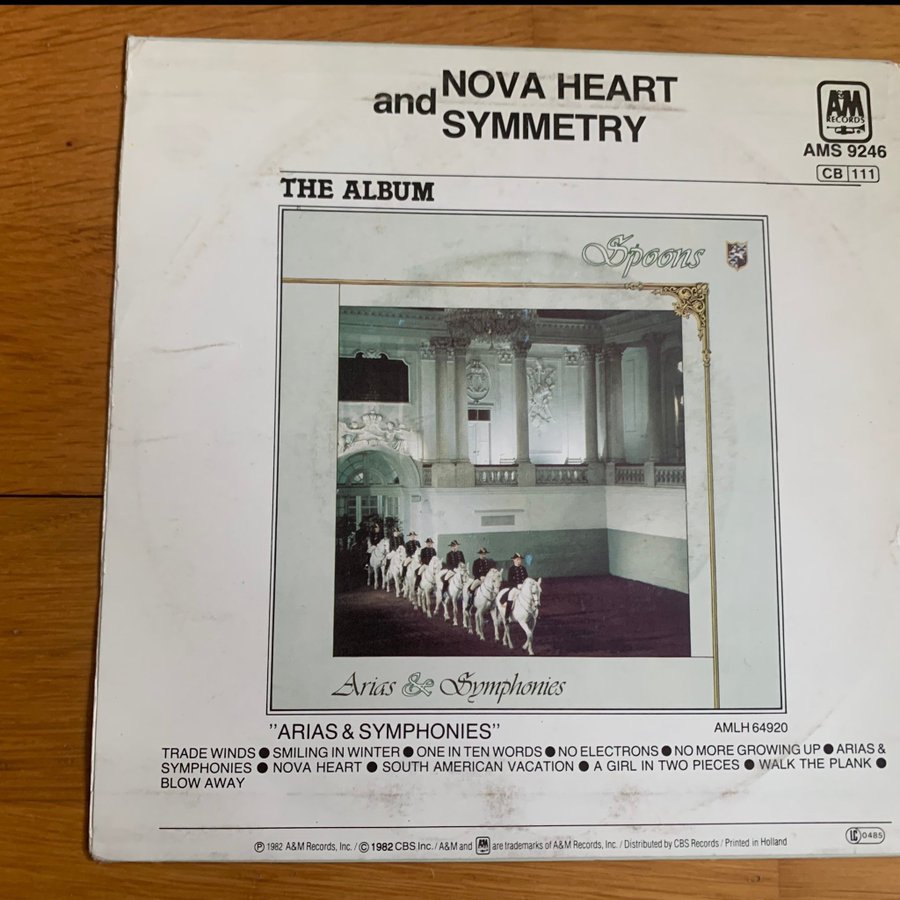 NOVA HEART
and
SYMMETRY
A&M
RECORDS
AMS 9246
CB 111
THE ALBUM
Spoons
Arias & Symphonies
"ARIAS & SYMPHONIES"
AMLH 64920
TRADE WINDS ● SMILING IN WINTER ● ONE IN TEN WORDS ● NO ELECTRONS ● NO MORE GROWING UP ● ARIAS &
SYMPHONIES ● NOVA HEART ● SOUTH AMERICAN VACATION ● A GIRL IN TWO PIECES ● WALK THE PLANK ●
BLOW AWAY
℗ 1982 A&M Records, Inc. / © 1982 CBS Inc. / A&M and A&M are trademarks of A&M Records, Inc. / Distributed by CBS Records / Printed in Holland
LC 0485